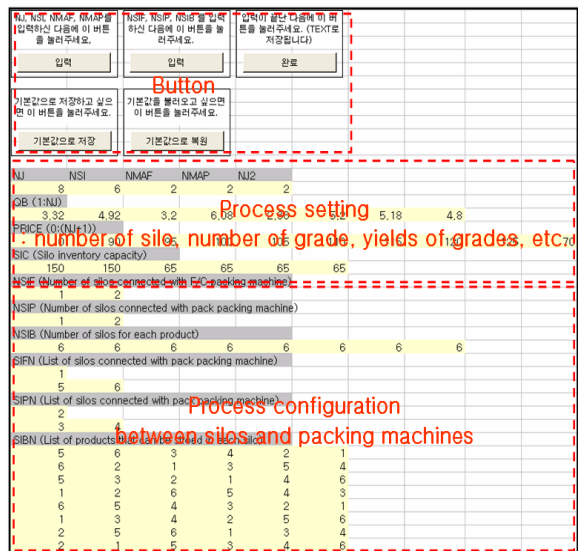 NJ, NSI, NMAF, NMAP를 입력하신 다음에 이 버튼을 눌러주세요.
NSIF, NSIP, NSIB 를 입력하신 다음에 이 버튼을 눌러주세요.
입력이 끝난 다음에 이 버튼을 눌러주세요. (TEXT로 저장됩니다)
입력 입력 완료
Button
기본값으로 저장하고 싶으면 이 버튼을 눌러주세요.
기본값을 불러오고 싶으면 이 버튼을 눌러주세요.
기본값으로 저장 기본값으로 복원
NJ NSI NMAF NMAP NJ2
8 6 2 2 2
QB (1:NJ)
Process setting
3,32 4,92 3,2 6,08 5,18 4,8
PRICE (0:(NJ+1))
: number of silo, number of grade, yields of grades, etc.
70
SIC (Silo inventory capacity)
150 150 65 65 65 65
NSIF (Number of silos connected with F/C packing machine)
1 2
NSIP (Number of silos connected with pack packing machine)
1 2
NSIB (Number of silos for each product)
6 6 6 6 6 6 6 6
SIFN (List of silos connected with pack packing machine)
1
5 6
SIPN (List of silos connected with pack packing machine)
Process configuration
2
3 4
between silos and packing machines
SIBN (List of products that can be stored in each silo)
5 6 3 4 2 1
6 2 1 3 5 4
5 3 2 1 4 6
1 2 6 5 4 3
6 5 4 3 2 1
1 3 4 2 5 6
2 5 6 1 3 4
2 1 5 3 4 6